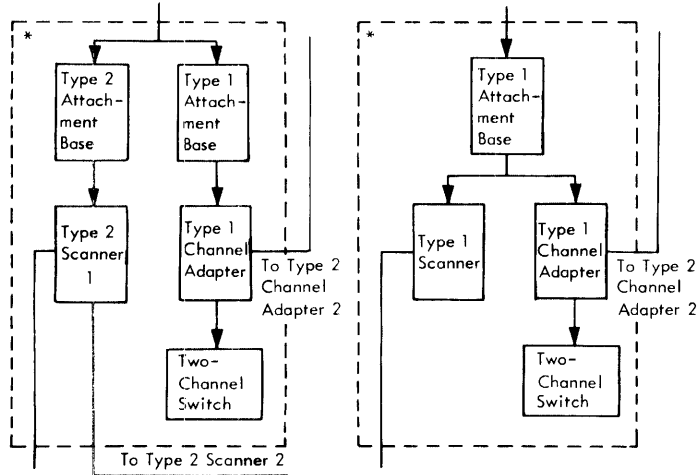 *
Type 2
Attach-
ment
Base
Type 1
Attach-
ment
Base
Type 2
Scanner
1
Type 1
Channel
Adapter
To Type 2
Channel
Adapter 2
Two-
Channel
Switch
To Type 2 Scanner 2
*
Type 1
Attach-
ment
Base
Type 1
Scanner
Type 1
Channel
Adapter
To Type 2
Channel
Adapter 2
Two-
Channel
Switch